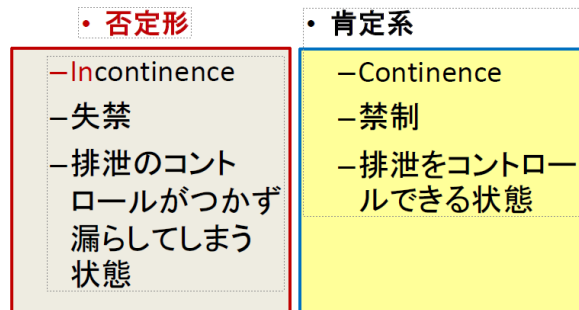 • 否定形
–Incontinence
–失禁
–排泄のコント
ロールがつかず
漏らしてしまう
状態
• 肯定系
–Continence
–禁制
–排泄をコントロー
ルできる状態